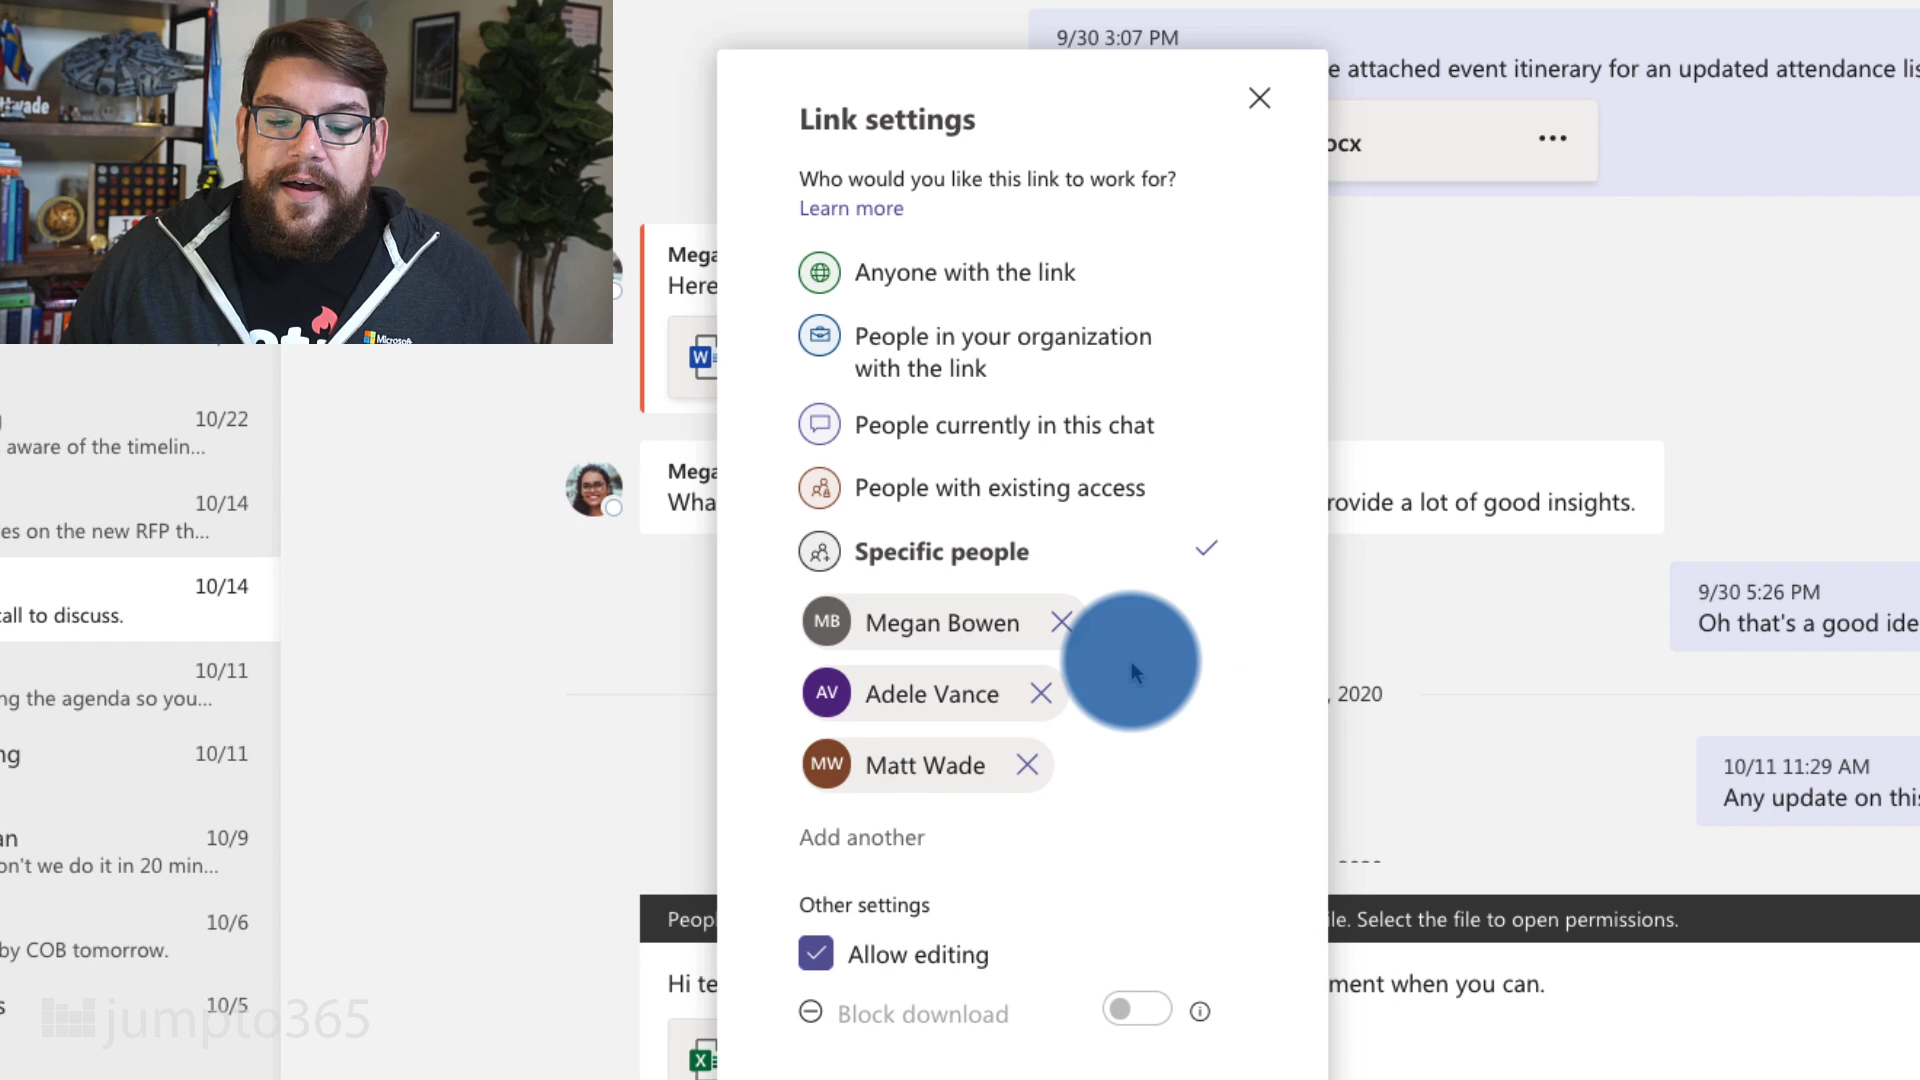 9/30 3:07 PM
e attached event itinerary for an updated attendance lis
ocx
Link settings
Who would you like this link to work for?
Learn more
Anyone with the link
People in your organization
with the link
People currently in this chat
People with existing access
Specific people
MB Megan Bowen
AV Adele Vance
MW Matt Wade
Add another
Other settings
Allow editing
Block download
Mega
Here
W
Mega
Wha
rovide a lot of good insights.
9/30 5:26 PM
Oh that's a good ide
, 2020
10/11 11:29 AM
Any update on this
Peopl
ile. Select the file to open permissions.
Hi te
ment when you can.
X
10/22
aware of the timelin...
10/14
es on the new RFP th...
10/14
call to discuss.
10/11
ng the agenda so you...
ng 10/11
an 10/9
on't we do it in 20 min...
10/6
by COB tomorrow.
s 10/5
jumpto365
Microsoft